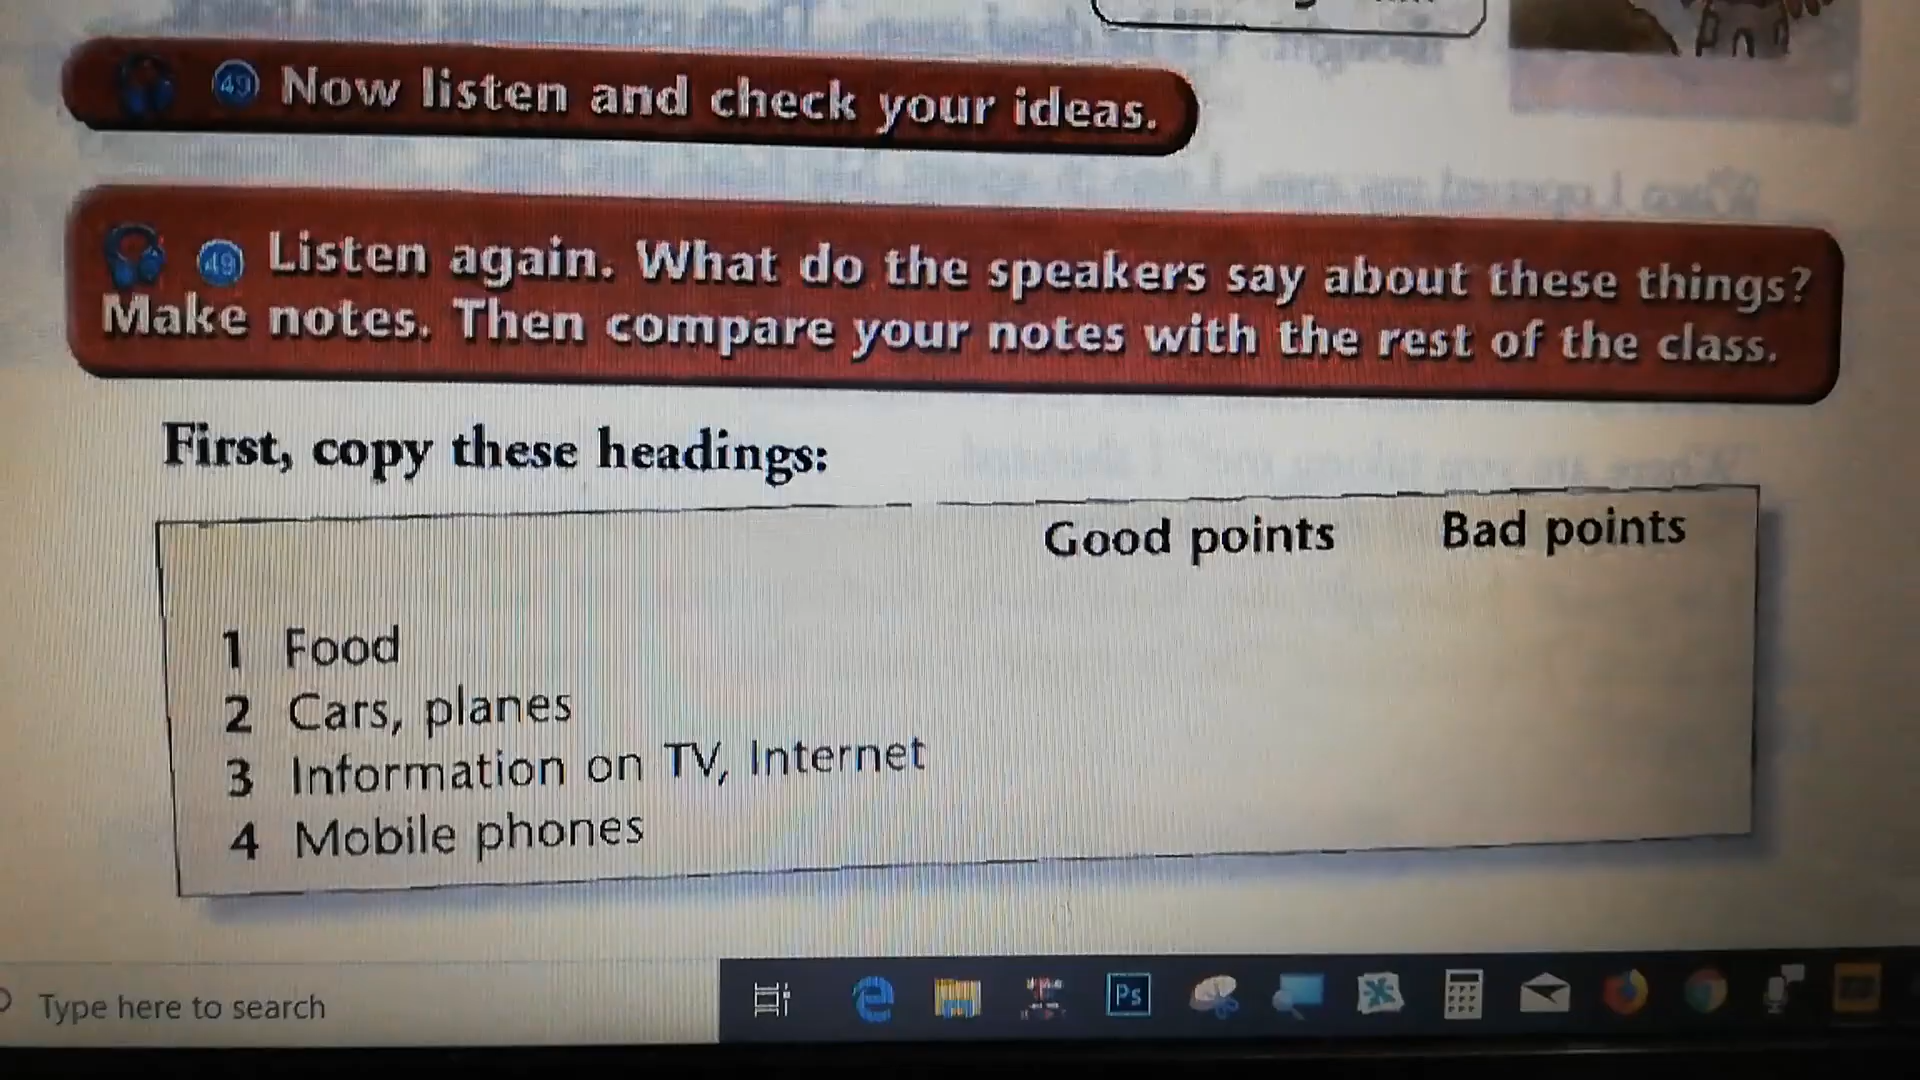 49 Now listen and check your ideas.
49 Listen again. What do the speakers say about these things?
Make notes. Then compare your notes with the rest of the class.
First, copy these headings:
Good points Bad points
1 Food
2 Cars, planes
3 Information on TV, Internet
4 Mobile phones
Type here to search
Ps